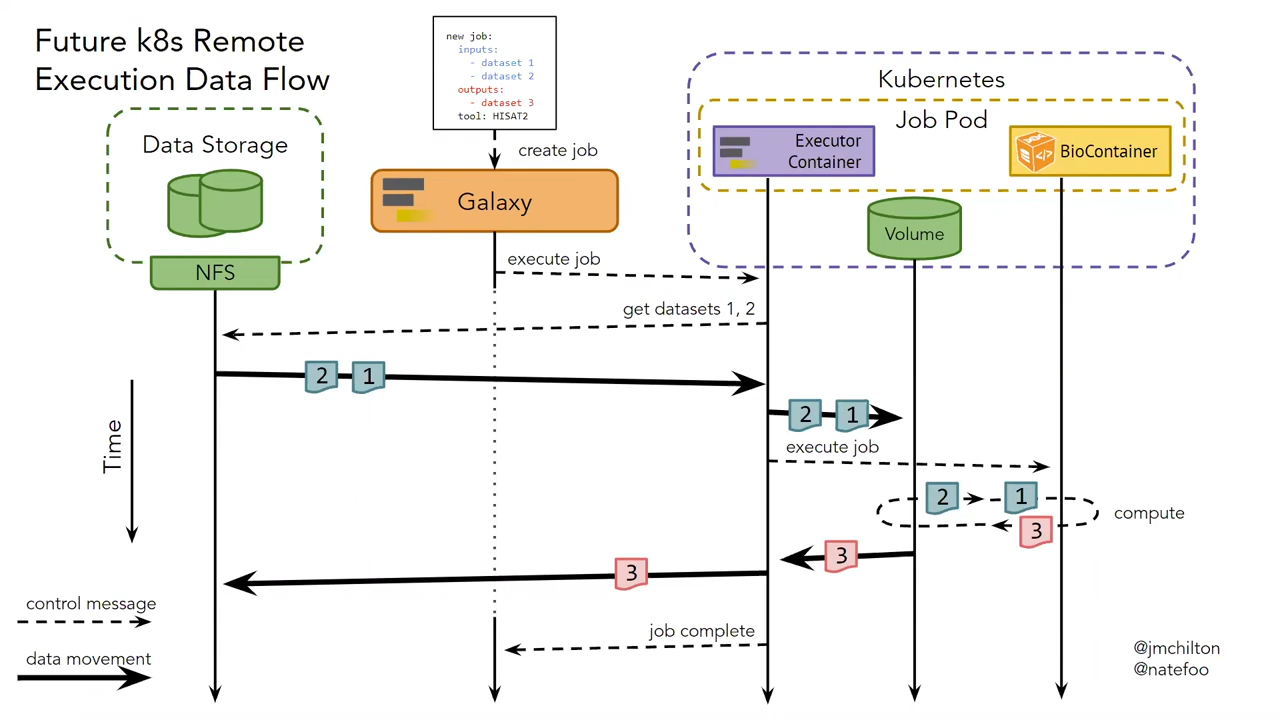 Future k8s Remote
Execution Data Flow
new job:
inputs:
- dataset 1
- dataset 2
outputs:
- dataset 3
tool: HISAT2
create job
Kubernetes
Job Pod
Executor
Container
BioContainer
Data Storage
Galaxy
Volume
NFS
execute job
get datasets 1, 2
2 1
2 1
execute job
2 1
compute
3
3
3
Time
control message
job complete
data movement
@jmchilton
@natefoo